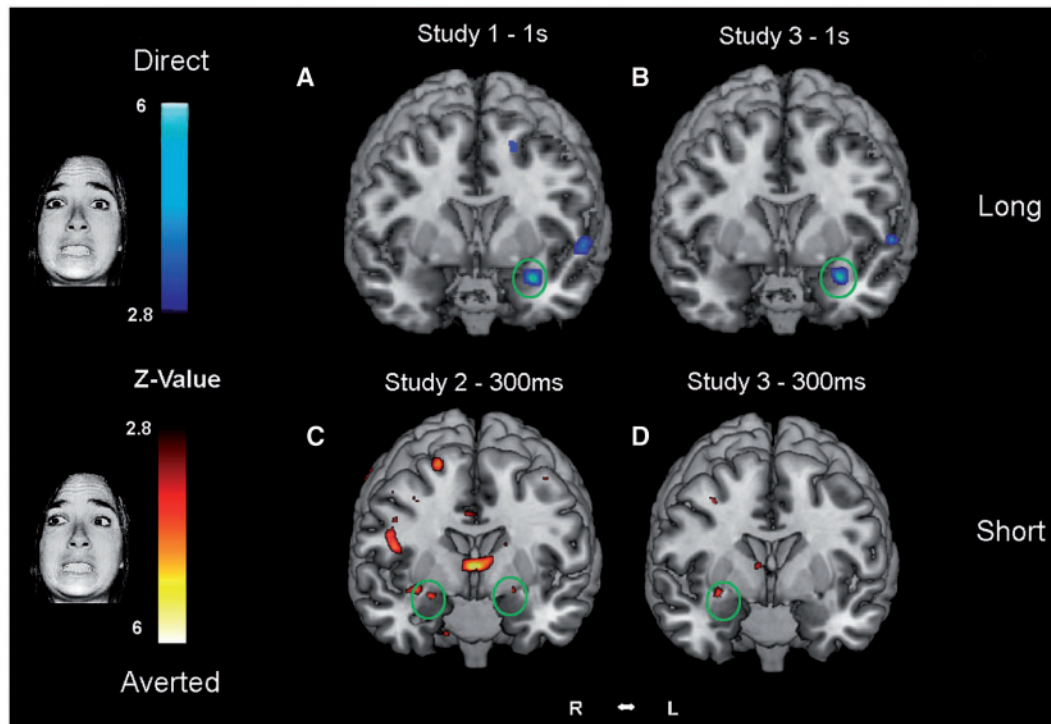 Study 1 - 1s
Study 3 - 1s
Direct
A
B
6
Long
2.8
Z-Value
Study 2 - 300ms
Study 3 - 300ms
2.8
C
D
Short
6
Averted
R ↔ L